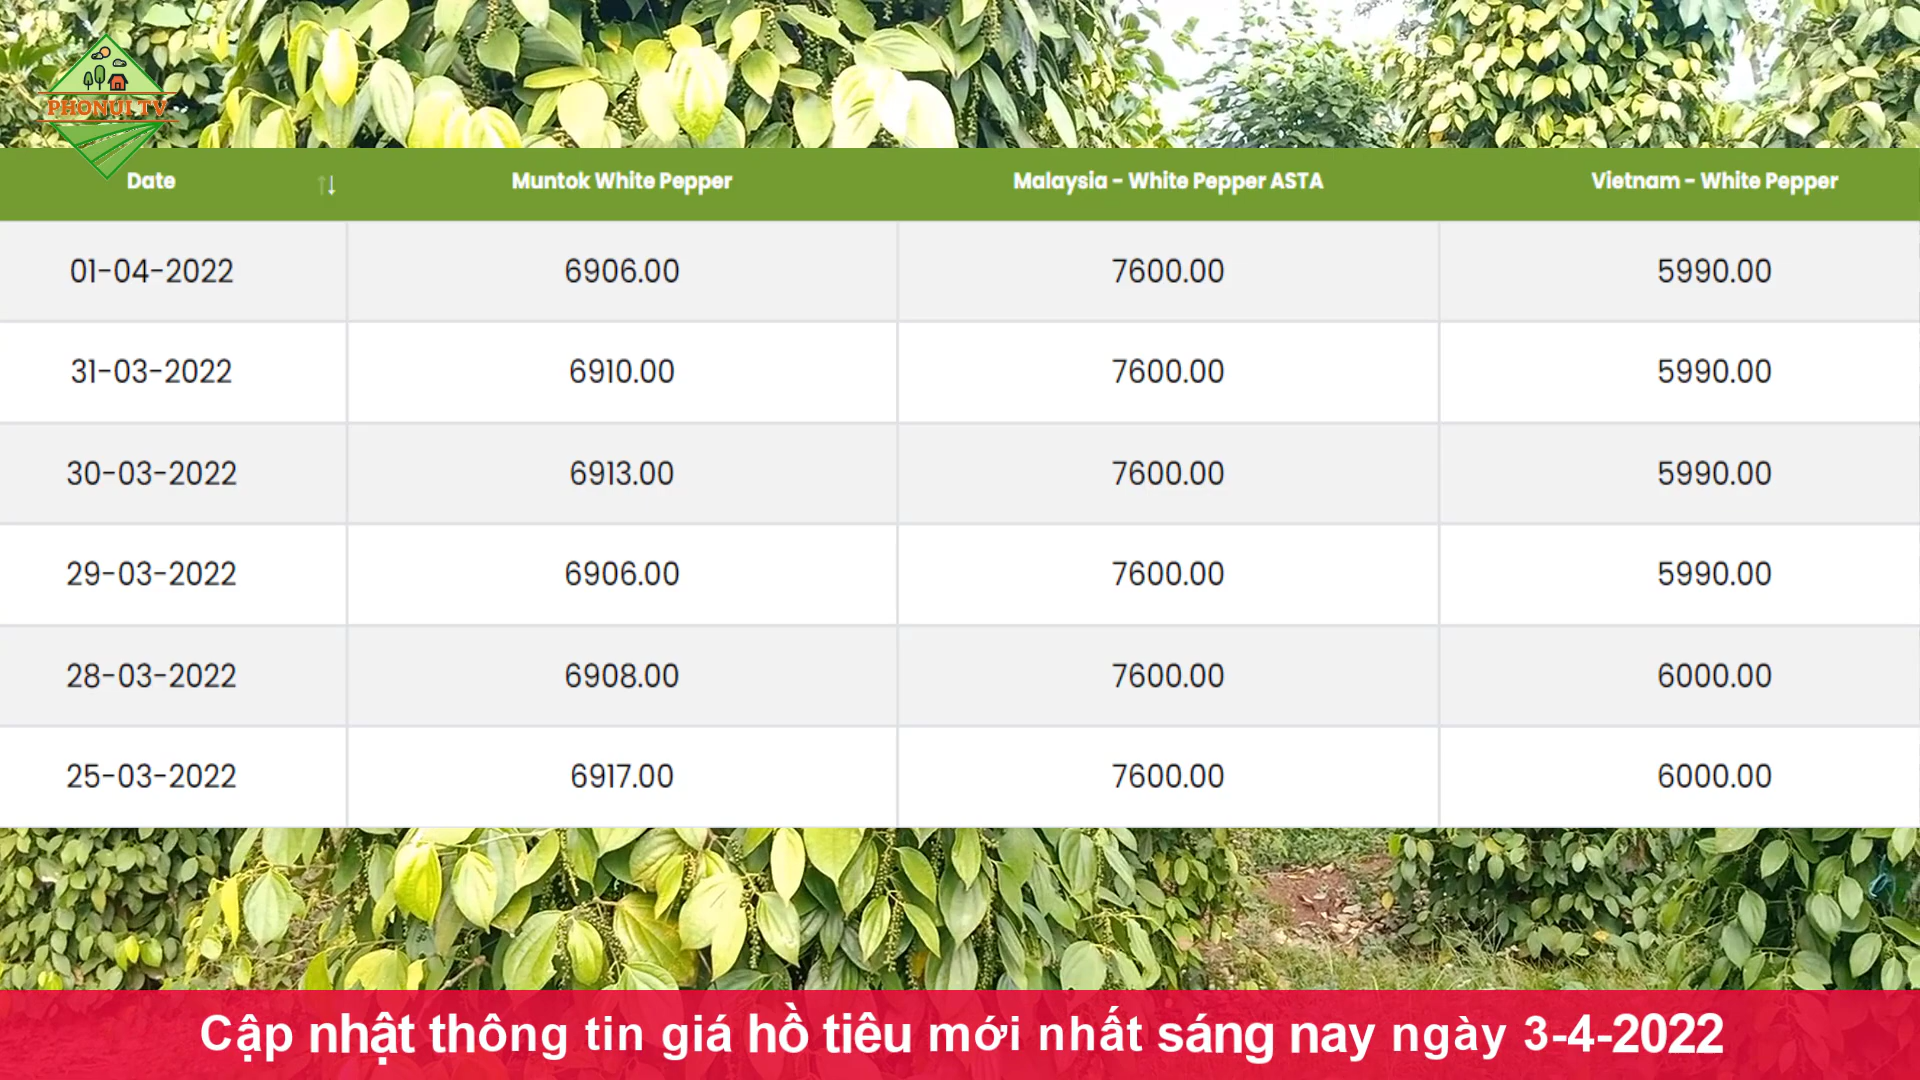 PHONUI TV
Date Muntok White Pepper Malaysia - White Pepper ASTA Vietnam - White Pepper
01-04-2022 6906.00 7600.00 5990.00
31-03-2022 6910.00 7600.00 5990.00
30-03-2022 6913.00 7600.00 5990.00
29-03-2022 6906.00 7600.00 5990.00
28-03-2022 6908.00 7600.00 6000.00
25-03-2022 6917.00 7600.00 6000.00
Cập nhật thông tin giá hồ tiêu mới nhất sáng nay ngày 3-4-2022